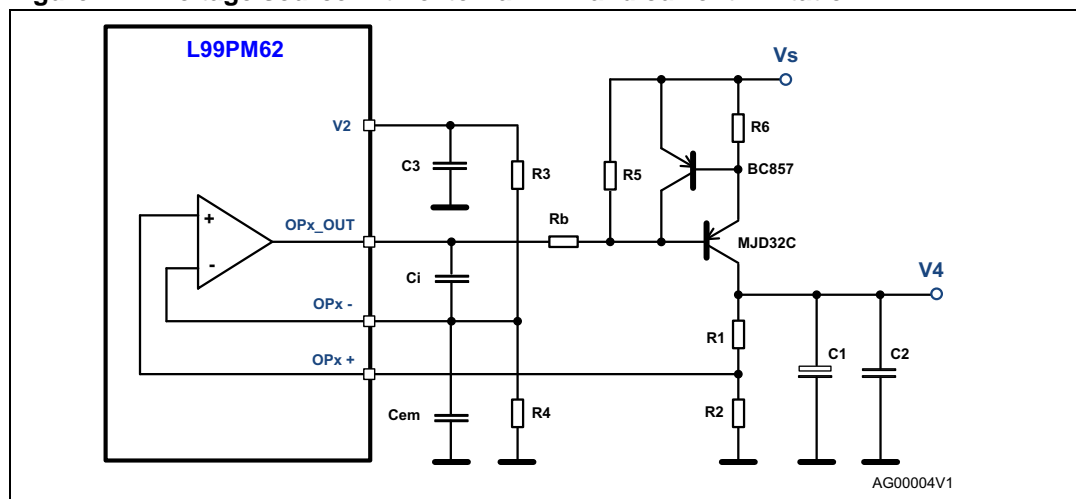 L99PM62
Vs
V2
R6
C3
R3
R5
BC857
OPx_OUT
Rb
MJD32C
+
-
Ci
V4
OPx -
R1
C1
C2
OPx +
Cem
R4
R2
AG00004V1